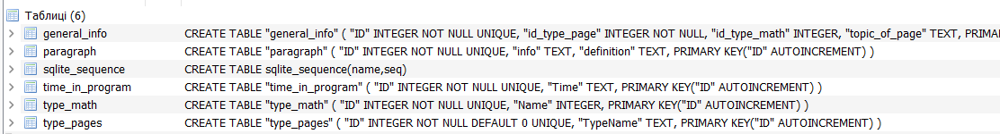 Таблиці (6)
general_info CREATE TABLE "general_info" ( "ID" INTEGER NOT NULL UNIQUE, "id_type_page" INTEGER NOT NULL, "id_type_math" INTEGER, "topic_of_page" TEXT, PRIMA
paragraph CREATE TABLE "paragraph" ( "ID" INTEGER NOT NULL UNIQUE, "info" TEXT, "definition" TEXT, PRIMARY KEY("ID" AUTOINCREMENT) )
sqlite_sequence CREATE TABLE sqlite_sequence(name,seq)
time_in_program CREATE TABLE "time_in_program" ( "ID" INTEGER NOT NULL UNIQUE, "Time" TEXT, PRIMARY KEY("ID" AUTOINCREMENT) )
type_math CREATE TABLE "type_math" ( "ID" INTEGER NOT NULL UNIQUE, "Name" INTEGER, PRIMARY KEY("ID" AUTOINCREMENT) )
type_pages CREATE TABLE "type_pages" ( "ID" INTEGER NOT NULL DEFAULT 0 UNIQUE, "TypeName" TEXT, PRIMARY KEY("ID" AUTOINCREMENT) )